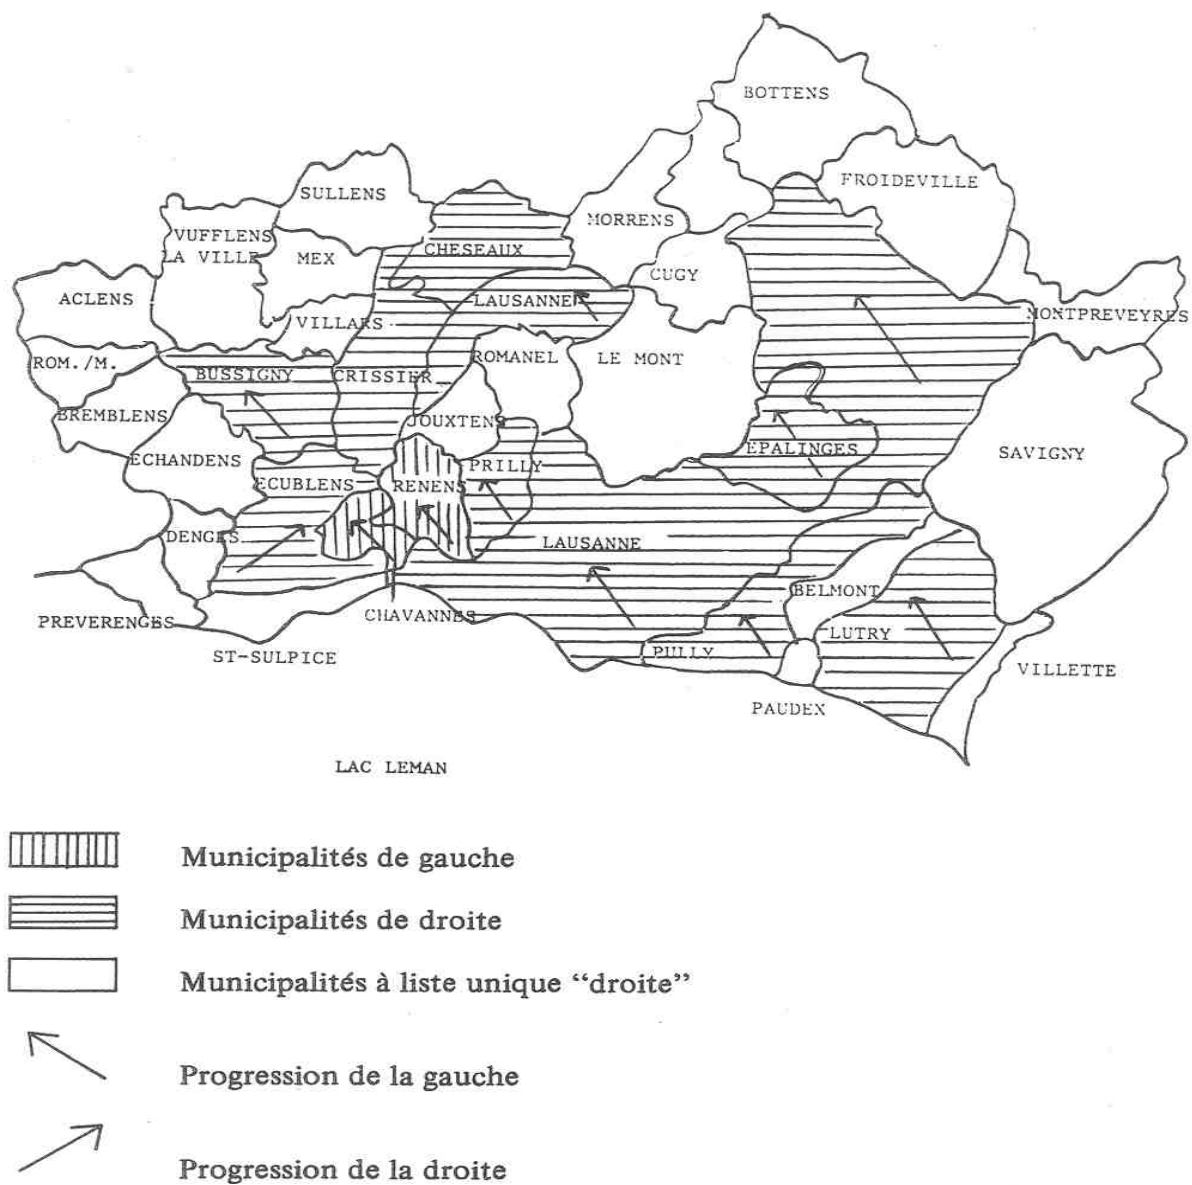 BOTTENS
FROIDEVILLE
SULLENS
MORRENS
VUFFLENS
LA VILLE
MEX
CHESEAUX
CUGY
ACLENS
LAUSANNE
MONTPREVEYRES
VILLARS
ROM./M.
BUSSIGNY
CRISSIER
ROMANEL
LE MONT
BREMBLENS
JOUXTENS
ECHANDENS
PRILLY
EPALINGES
SAVIGNY
ECUBLENS
RENENS
DENGES
LAUSANNE
BELMONT
PREVERENGES
CHAVANNES
LUTRY
ST-SULPICE
PULLY
VILLETTE
PAUDEX
LAC LEMAN
Municipalités de gauche
Municipalités de droite
Municipalités à liste unique “droite”
Progression de la gauche
Progression de la droite